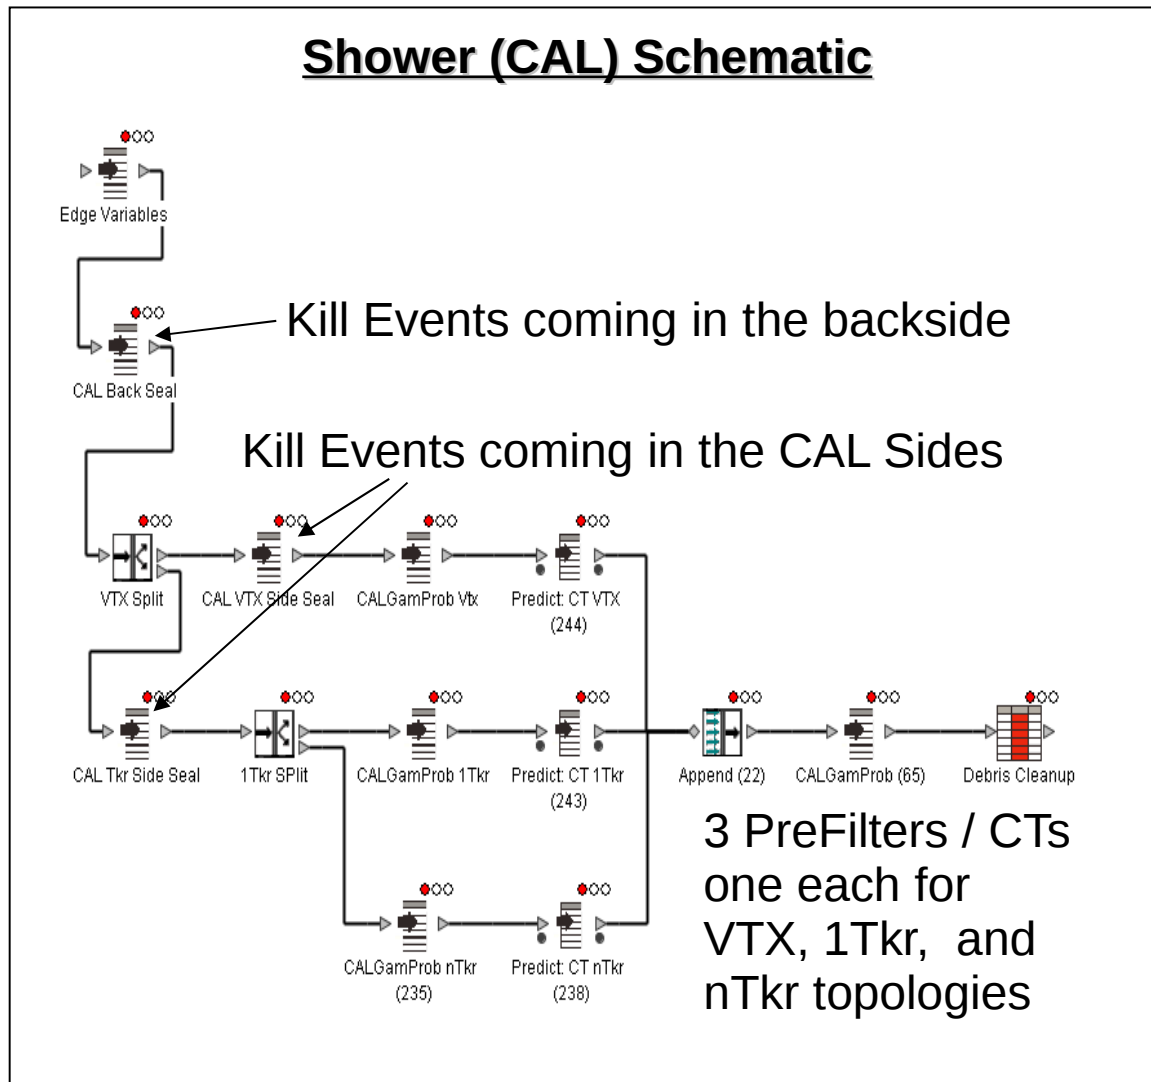 Shower (CAL) Schematic
Edge Variables
Kill Events coming in the backside
CAL Back Seal
Kill Events coming in the CAL Sides
VTX Split
CAL VTX Side Seal
CALGamProb Vtx
Predict: CT VTX
(244)
CAL Tkr Side Seal
1Tkr SPlit
CALGamProb 1Tkr
Predict: CT 1Tkr
(243)
Append (22)
CALGamProb (65)
Debris Cleanup
3 PreFilters / CTs
one each for
VTX, 1Tkr, and
nTkr topologies
CALGamProb nTkr
(235)
Predict: CT nTkr
(238)